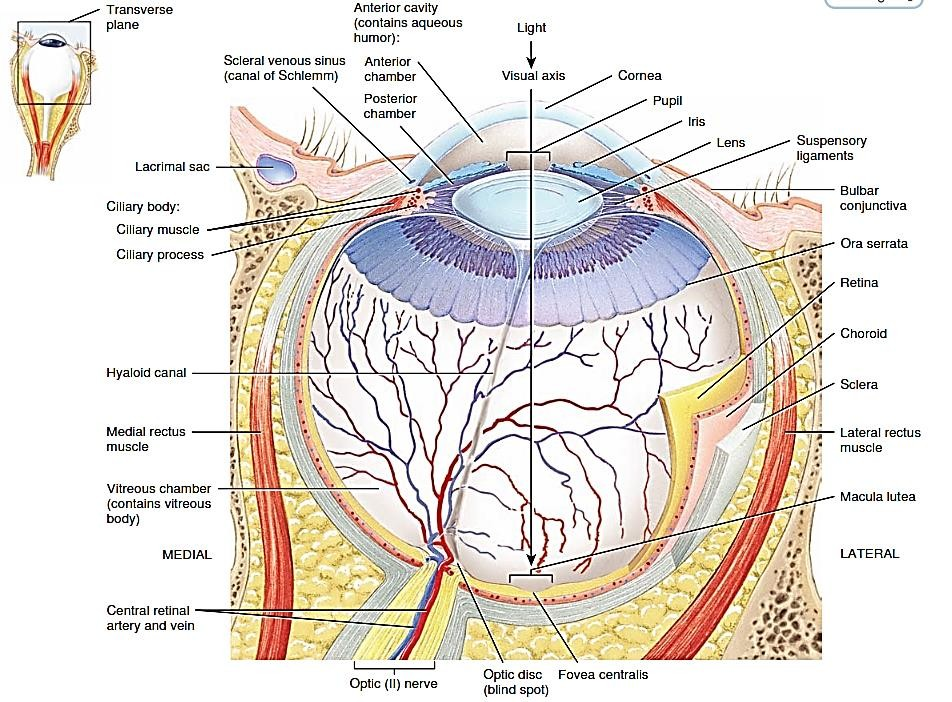 Transverse
plane
Anterior cavity
(contains aqueous
humor):
Light
Scleral venous sinus
(canal of Schlemm)
Anterior
chamber
Visual axis
Cornea
Posterior
chamber
Pupil
Iris
Lens
Suspensory
ligaments
Lacrimal sac
Bulbar
conjunctiva
Ciliary body:
Ciliary muscle
Ciliary process
Ora serrata
Retina
Choroid
Hyaloid canal
Sclera
Medial rectus
muscle
Lateral rectus
muscle
Vitreous chamber
(contains vitreous
body)
Macula lutea
MEDIAL
LATERAL
Central retinal
artery and vein
Optic (II) nerve
Optic disc
(blind spot)
Fovea centralis